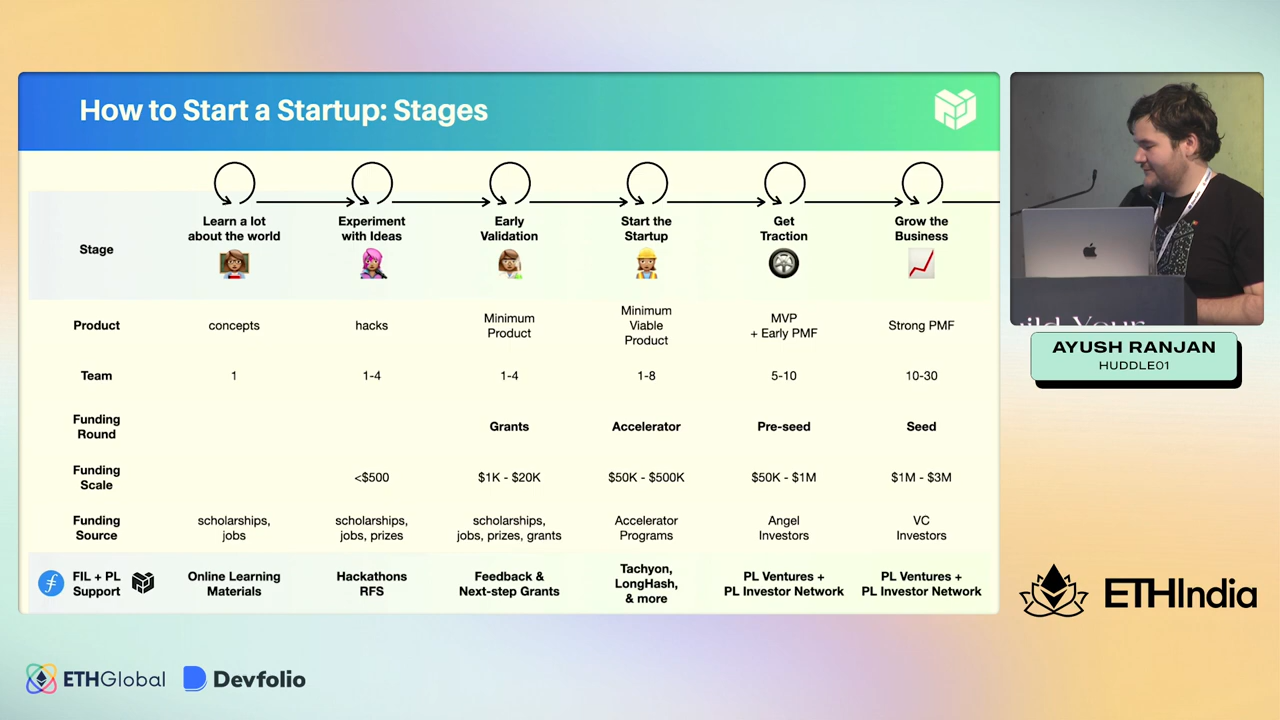 How to Start a Startup: Stages
Stage
Learn a lot
about the world
Experiment
with Ideas
Early
Validation
Start the
Startup
Get
Traction
Grow the
Business
Product
concepts
hacks
Minimum
Product
Minimum
Viable
Product
MVP
+ Early PMF
Strong PMF
Team
1
1-4
1-4
1-8
5-10
10-30
Funding
Round
Grants
Accelerator
Pre-seed
Seed
Funding
Scale
<$500
$1K - $20K
$50K - $500K
$50K - $1M
$1M - $3M
Funding
Source
scholarships,
jobs
scholarships,
jobs, prizes
scholarships,
jobs, prizes, grants
Accelerator
Programs
Angel
Investors
VC
Investors
FIL + PL
Support
Online Learning
Materials
Hackathons
RFS
Feedback &
Next-step Grants
Tachyon,
LongHash,
& more
PL Ventures +
PL Investor Network
PL Ventures +
PL Investor Network
Your
AYUSH RANJAN
HUDDLE01
ETHIndia
ETHGlobal
Devfolio